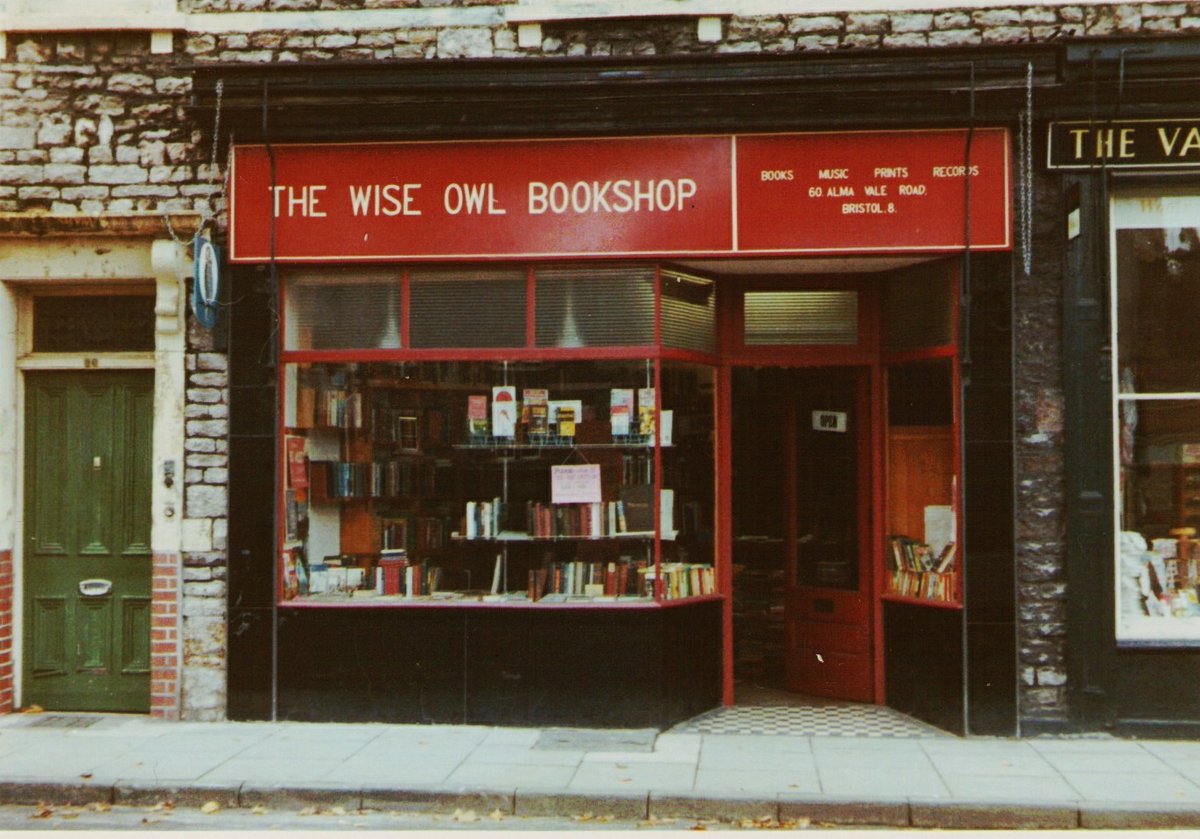 THE WISE OWL BOOKSHOP
BOOKS MUSIC PRINTS RECORDS
60. ALMA VALE ROAD.
BRISTOL. 8.
THE VA
OPEN